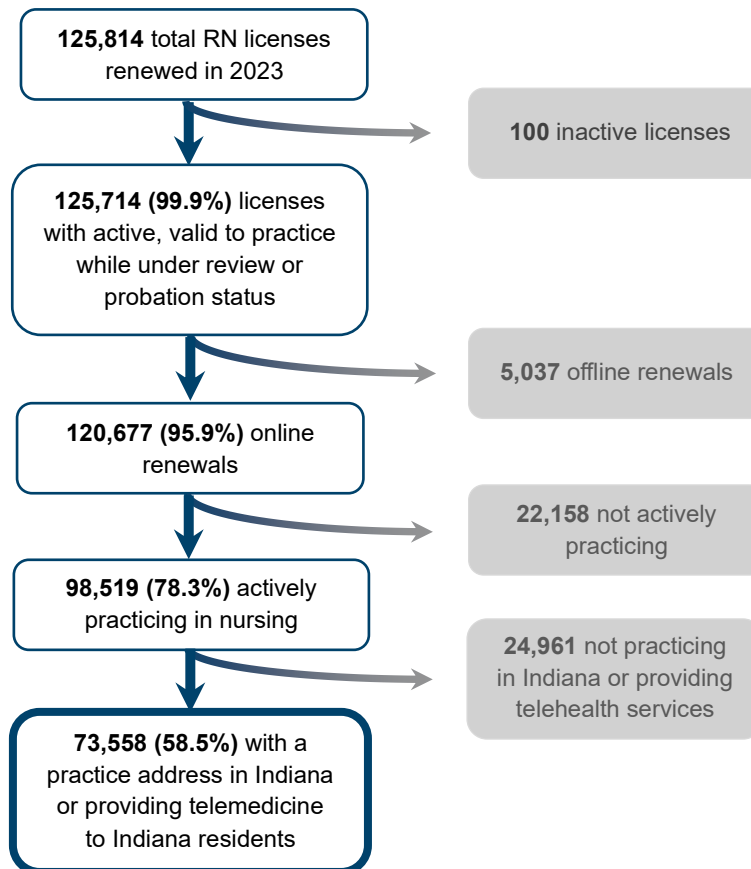 125,814 total RN licenses
renewed in 2023
100 inactive licenses
125,714 (99.9%) licenses
with active, valid to practice
while under review or
probation status
5,037 offline renewals
120,677 (95.9%) online
renewals
22,158 not actively
practicing
98,519 (78.3%) actively
practicing in nursing
24,961 not practicing
in Indiana or providing
telehealth services
73,558 (58.5%) with a
practice address in Indiana
or providing telemedicine
to Indiana residents